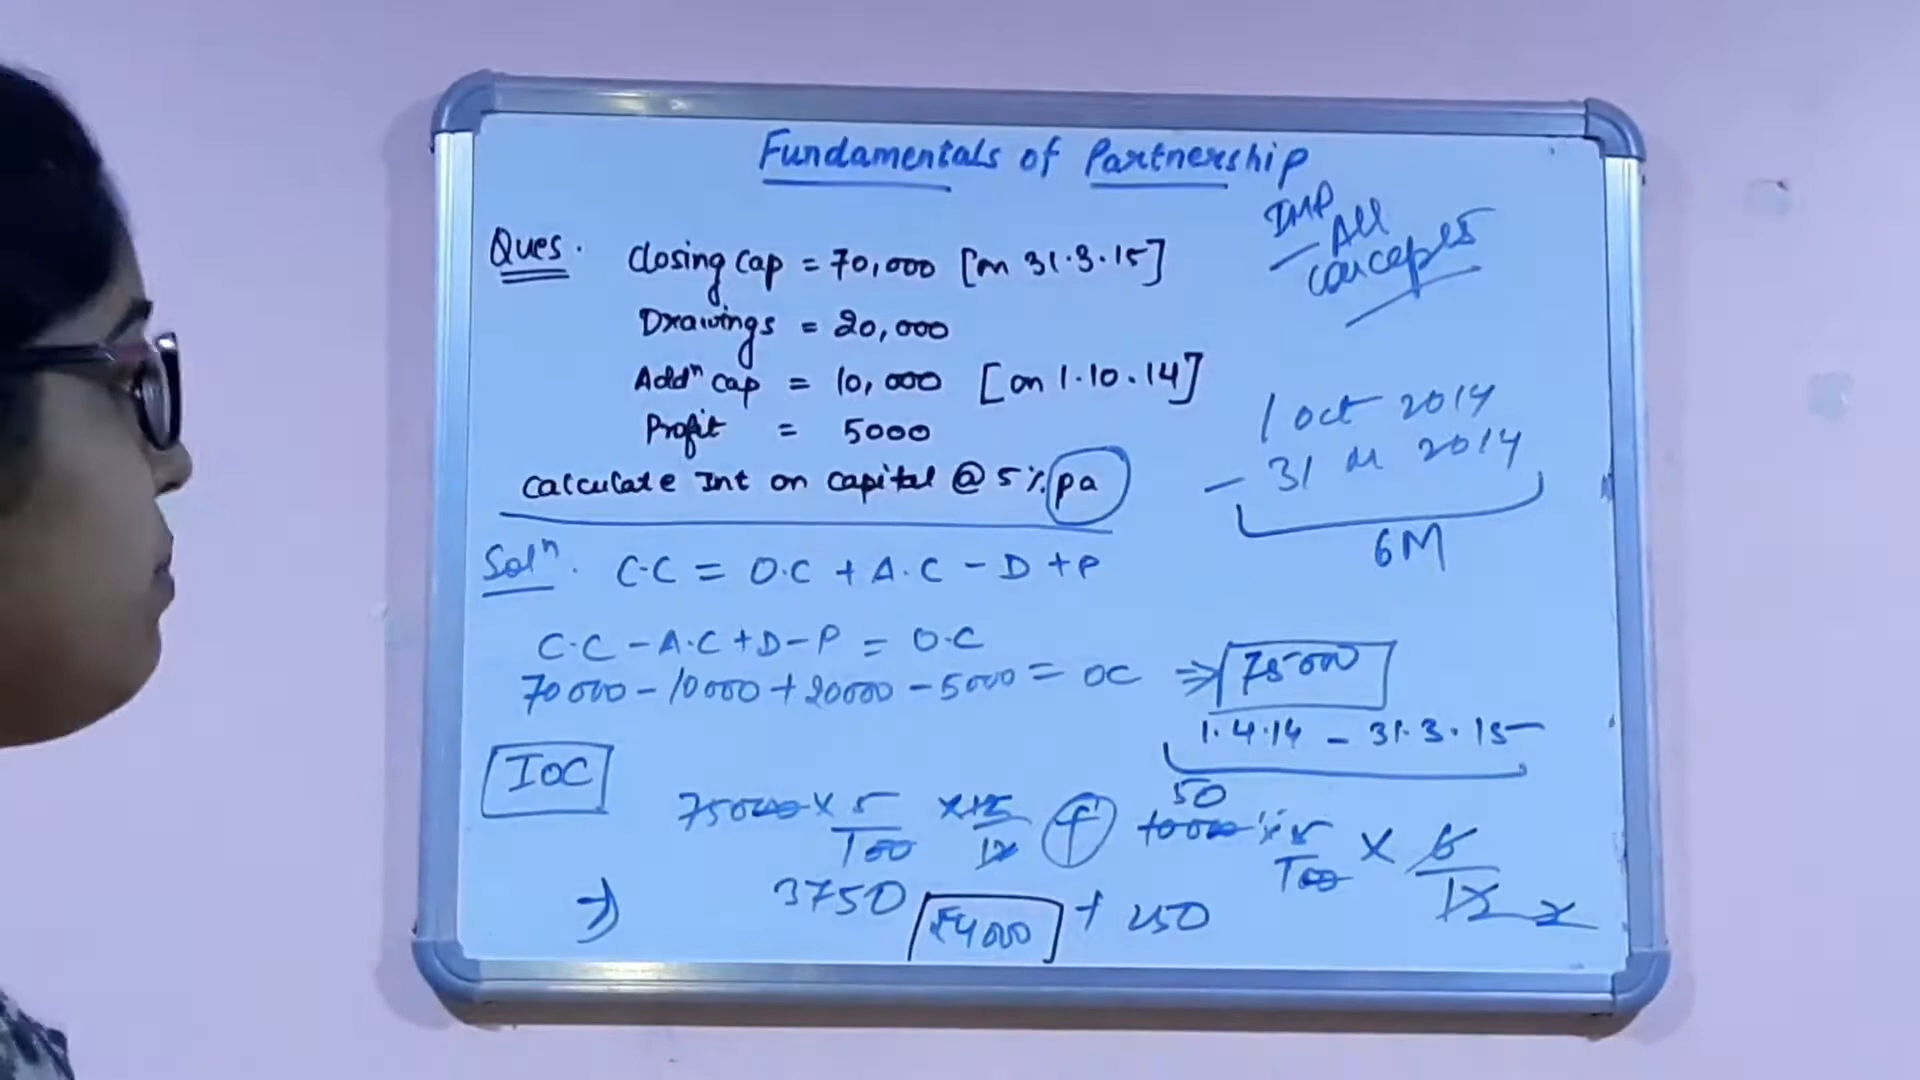 Fundamentals of Partnership
IMP
All
concepts
Ques. Closing cap = 70,000 [on 31.3.15]
Drawings = 20,000
Addⁿ cap = 10,000 [on 1.10.14]
Profit = 5000
Calculate Int on capital @ 5% pa
1 Oct 2014
- 31 M 2014
6M
Solⁿ. C.C = O.C + A.C - D + P
C.C - A.C + D - P = O.C
70000 - 10000 + 20000 - 5000 = OC ⇒ 75000
1.4.14 - 31.3.15
IOC
75000 × 5/100 × 12/12 + 10000 × 5/100 × 6/12 2
50
⇒ 3750 + 250
₹4000